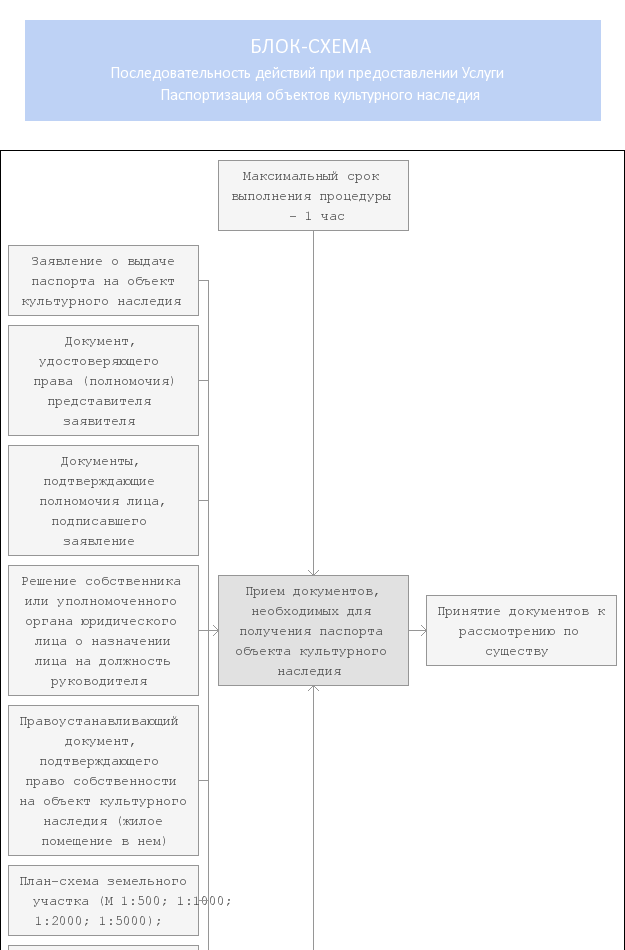 БЛОК-СХЕМА
Последовательность действий при предоставлении Услуги
Паспортизация объектов культурного наследия
Максимальный срок
выполнения процедуры
– 1 час
Заявление о выдаче
паспорта на объект
культурного наследия
Документ,
удостоверяющего
права (полномочия)
представителя
заявителя
Документы,
подтверждающие
полномочия лица,
подписавшего
заявление
Решение собственника
или уполномоченного
органа юридического
лица о назначении
лица на должность
руководителя
Прием документов,
необходимых для
получения паспорта
объекта культурного
наследия
Принятие документов к
рассмотрению по
существу
Правоустанавливающий
документ,
подтверждающего
право собственности
на объект культурного
наследия (жилое
помещение в нем)
План-схема земельного
участка (М 1:500; 1:1000;
1:2000; 1:5000);